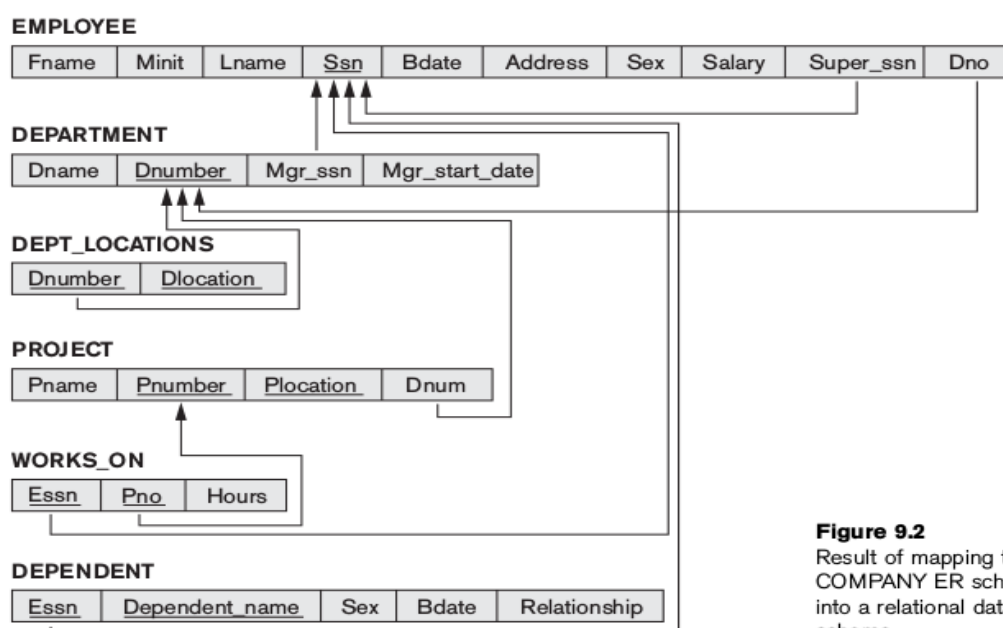 EMPLOYEE
Fname Minit Lname Ssn Bdate Address Sex Salary Super_ssn Dno
DEPARTMENT
Dname Dnumber Mgr_ssn Mgr_start_date
DEPT_LOCATIONS
Dnumber Dlocation
PROJECT
Pname Pnumber Plocation Dnum
WORKS_ON
Essn Pno Hours
Figure 9.2
Result of mapping
COMPANY ER
into a relational
DEPENDENT
Essn Dependent_name Sex Bdate Relationship